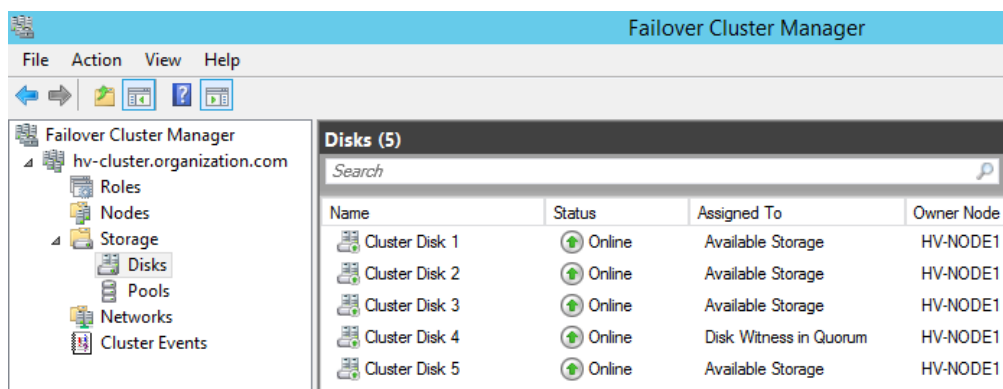 Failover Cluster Manager
File Action View Help
Failover Cluster Manager
hv-cluster.organization.com
Roles
Nodes
Storage
Disks
Pools
Networks
Cluster Events
Disks (5)
Search
Name Status Assigned To Owner Node
Cluster Disk 1 Online Available Storage HV-NODE1
Cluster Disk 2 Online Available Storage HV-NODE1
Cluster Disk 3 Online Available Storage HV-NODE1
Cluster Disk 4 Online Disk Witness in Quorum HV-NODE1
Cluster Disk 5 Online Available Storage HV-NODE1